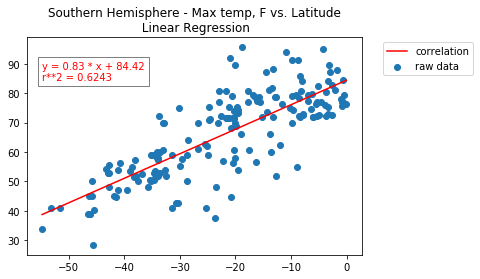 Southern Hemisphere - Max temp, F vs. Latitude
Linear Regression
y = 0.83 * x + 84.42
r**2 = 0.6243
correlation
raw data
90
80
70
60
50
40
30
−50 −40 −30 −20 −10 0